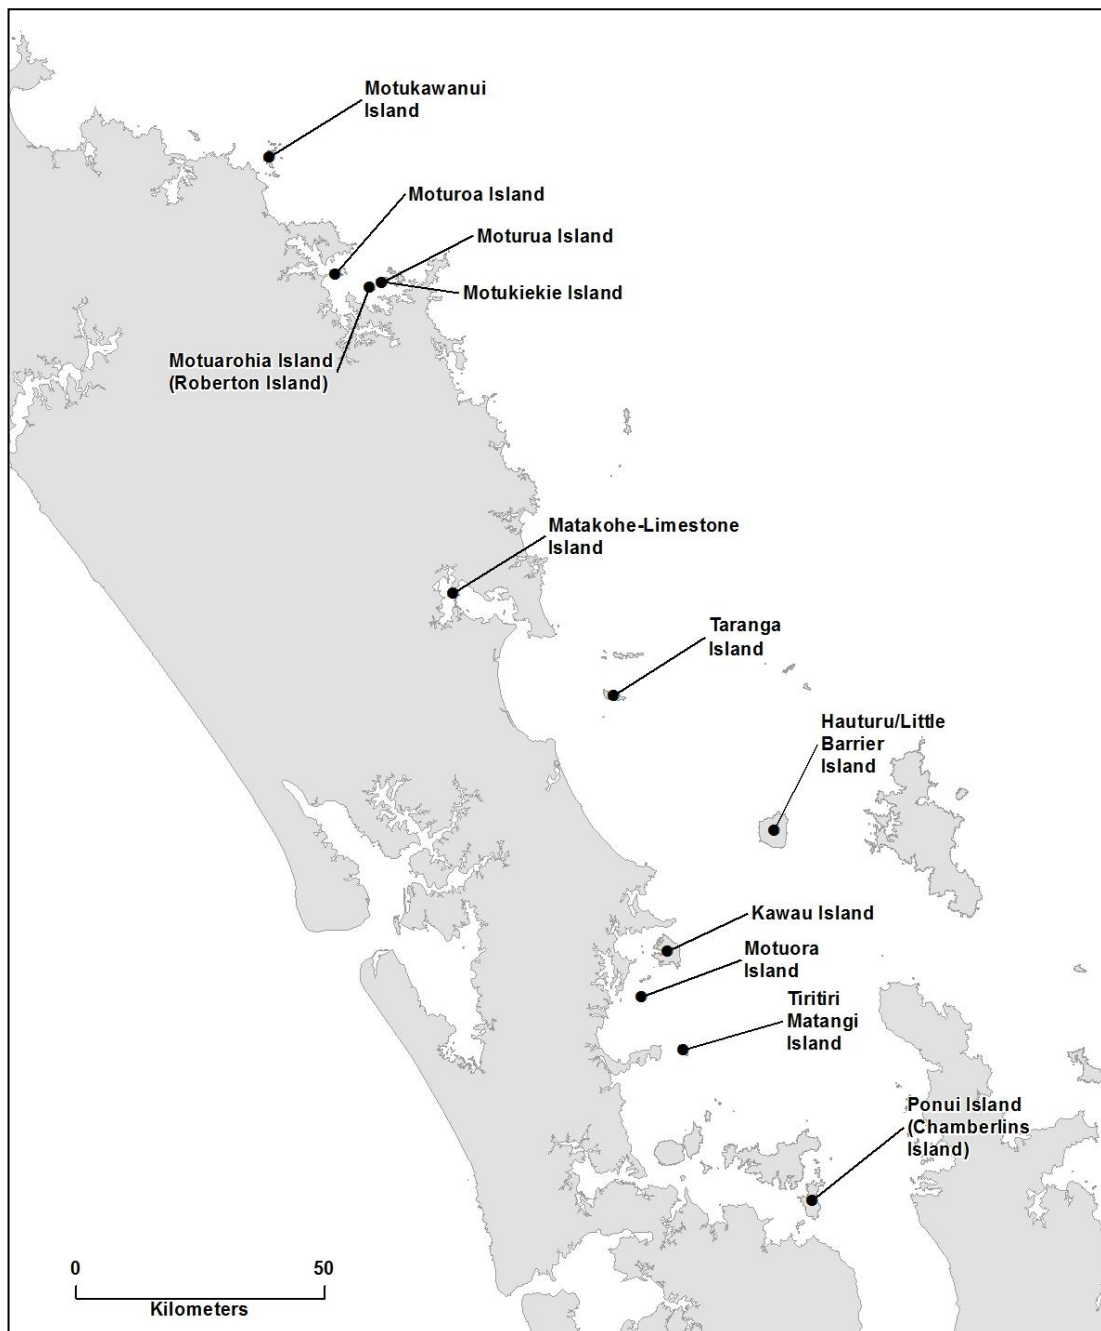 Motukawanui
Island
Moturoa Island
Moturua Island
Motukiekie Island
Motuarohia Island
(Roberton Island)
Matakohe-Limestone
Island
Taranga
Island
Hauturu/Little
Barrier
Island
Kawau Island
Motuora
Island
Tiritiri
Matangi
Island
Ponui Island
(Chamberlins
Island)
0 50
Kilometers